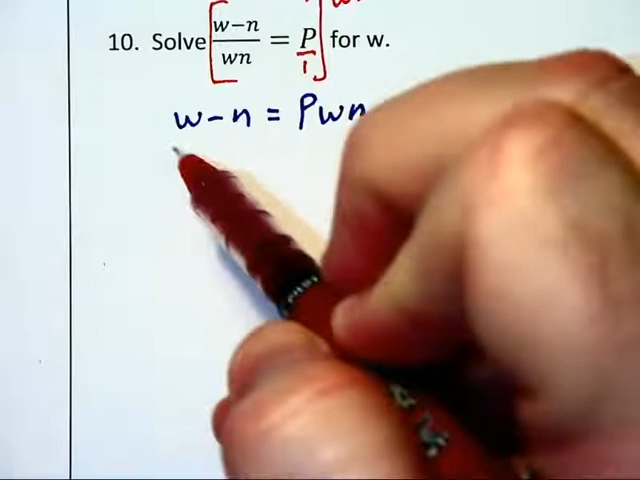 10. Solve [w−n/wn = P/1] for w.
w − n = Pwn